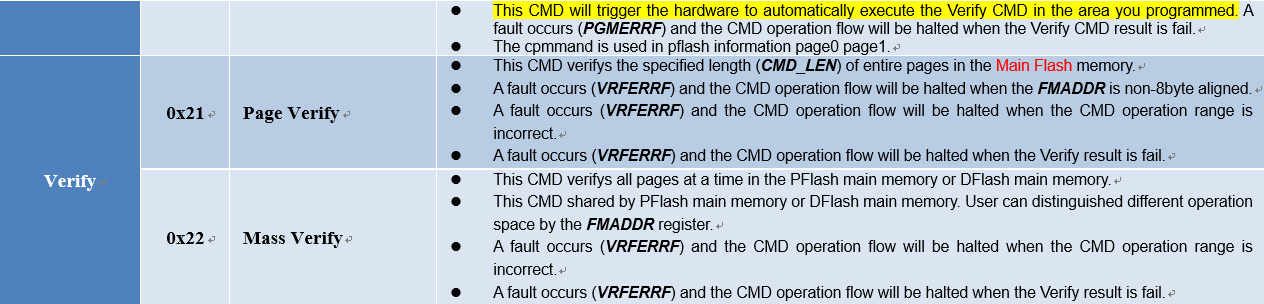 ● This CMD will trigger the hardware to automatically execute the Verify CMD in the area you programmed. A
fault occurs (PGMERRF) and the CMD operation flow will be halted when the Verify CMD result is fail.↵
● The cpmmand is used in pflash information page0 page1.↵
Verify
0x21↵
Page Verify↵
● This CMD verifys the specified length (CMD_LEN) of entire pages in the Main Flash memory.↵
● A fault occurs (VRFERRF) and the CMD operation flow will be halted when the FMADDR is non-8byte aligned.↵
● A fault occurs (VRFERRF) and the CMD operation flow will be halted when the CMD operation range is
incorrect.↵
● A fault occurs (VRFERRF) and the CMD operation flow will be halted when the Verify result is fail.↵
0x22↵
Mass Verify↵
● This CMD verifys all pages at a time in the PFlash main memory or DFlash main memory.↵
● This CMD shared by PFlash main memory or DFlash main memory. User can distinguished different operation
space by the FMADDR register.↵
● A fault occurs (VRFERRF) and the CMD operation flow will be halted when the CMD operation range is
incorrect.↵
● A fault occurs (VRFERRF) and the CMD operation flow will be halted when the Verify result is fail.↵